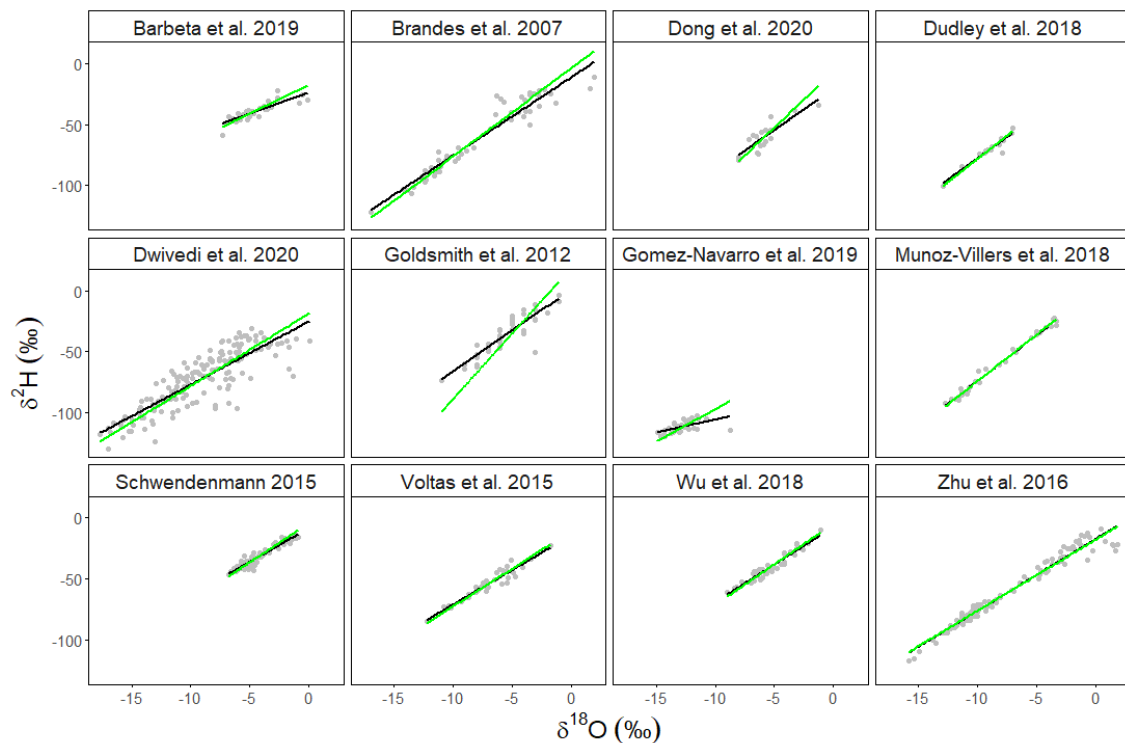 Barbeta et al. 2019
Brandes et al. 2007
Dong et al. 2020
Dudley et al. 2018
0
-50
-100
Dwivedi et al. 2020
Goldsmith et al. 2012
Gomez-Navarro et al. 2019
Munoz-Villers et al. 2018
0
-50
-100
δ²H (‰)
Schwendenmann 2015
Voltas et al. 2015
Wu et al. 2018
Zhu et al. 2016
0
-50
-100
-15 -10 -5 0
-15 -10 -5 0
-15 -10 -5 0
-15 -10 -5 0
δ¹⁸O (‰)